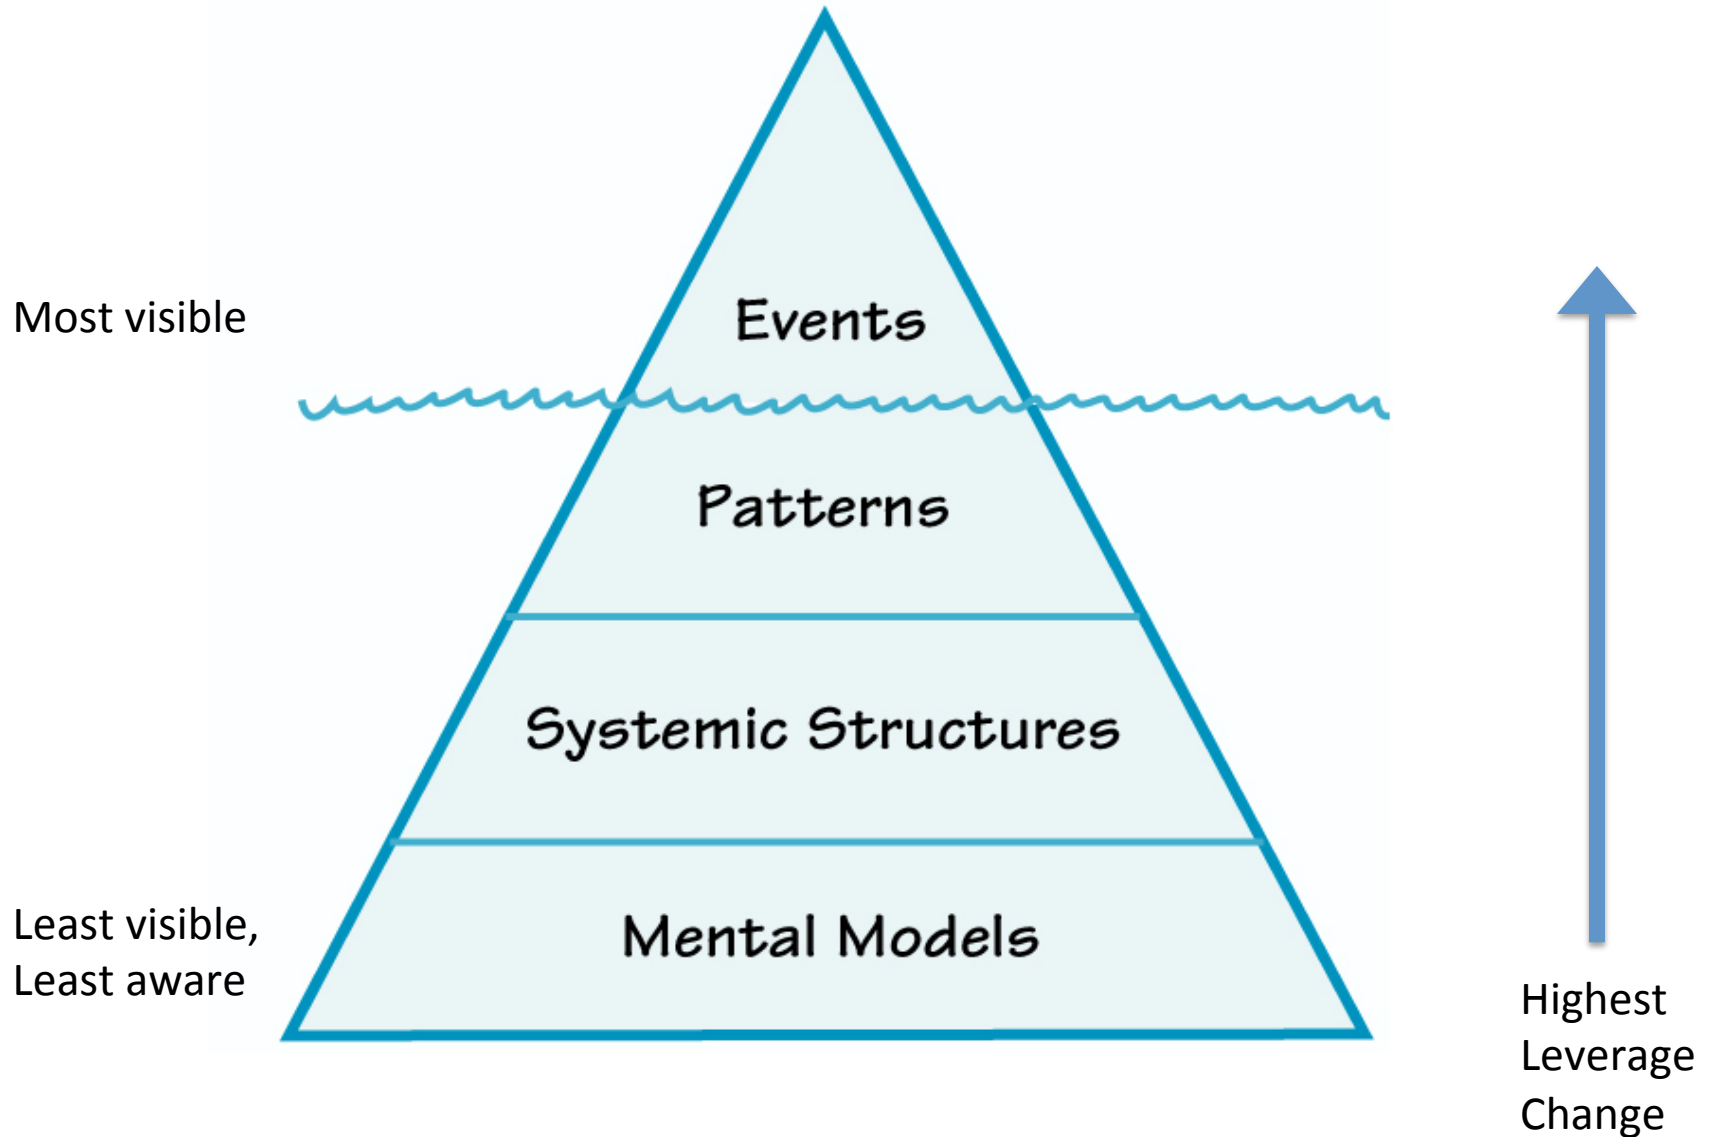 Most visible
Events
Patterns
Systemic Structures
Mental Models
Least visible,
Least aware
Highest
Leverage
Change